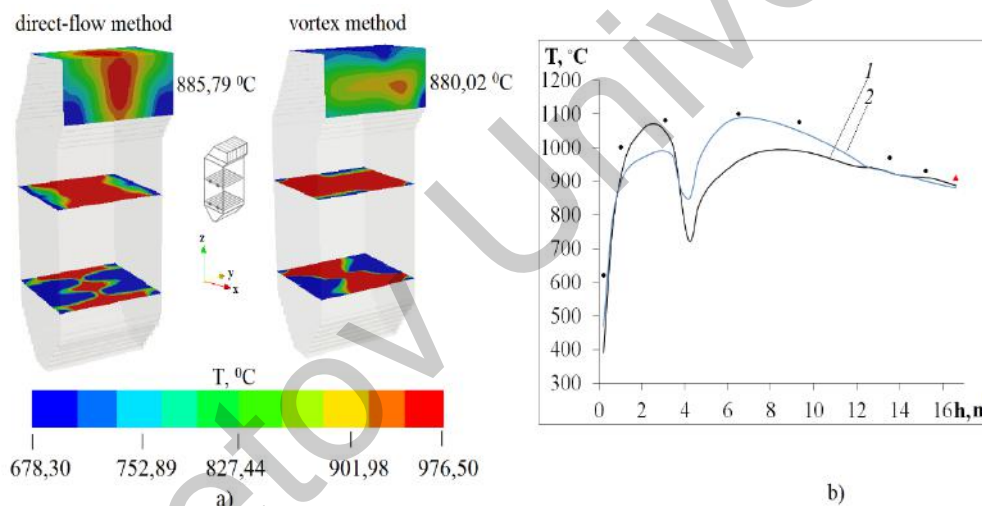 direct-flow method
vortex method
885,79 ⁰C
880,02 ⁰C
z
y
x
T, ⁰C
678,30
752,89
827,44
901,98
976,50
a)
T, °C
1200
1100
1000
900
800
700
600
500
400
300
0
2
4
6
8
10
12
14
16
h, m
1
2
b)
etov Unive